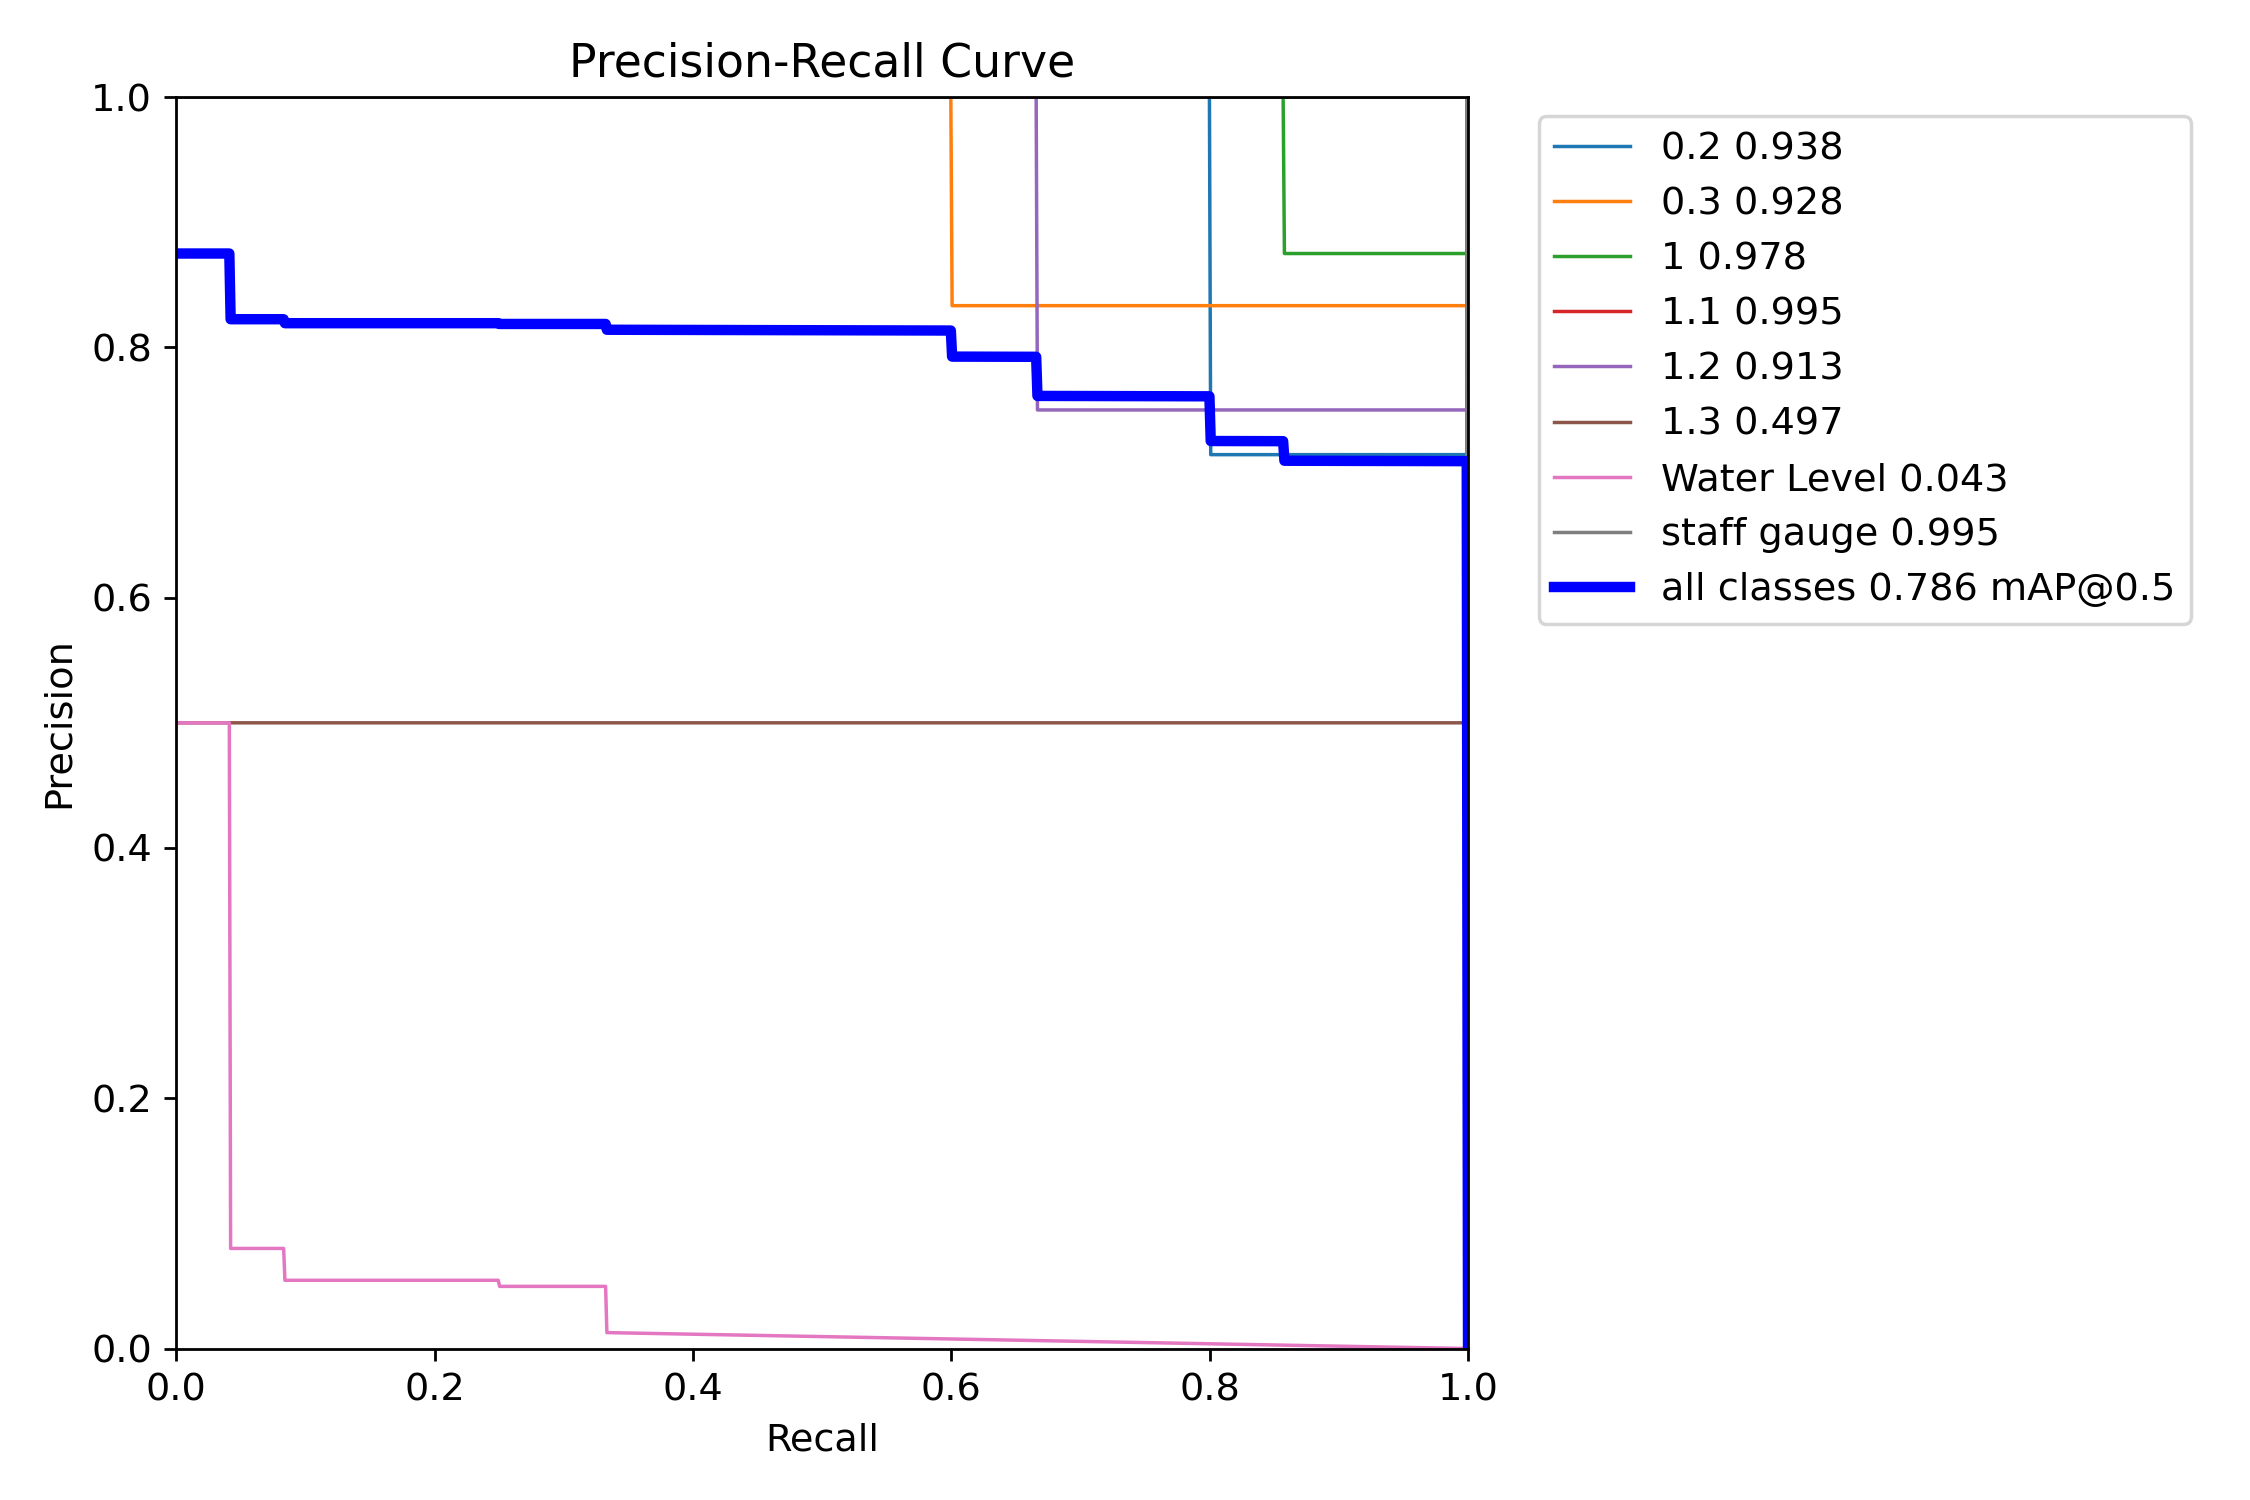 Precision-Recall Curve
1.0
0.8
0.6
0.4
0.2
0.0
Precision
0.0 0.2 0.4 0.6 0.8 1.0
Recall
0.2 0.938
0.3 0.928
1 0.978
1.1 0.995
1.2 0.913
1.3 0.497
Water Level 0.043
staff gauge 0.995
all classes 0.786 mAP@0.5